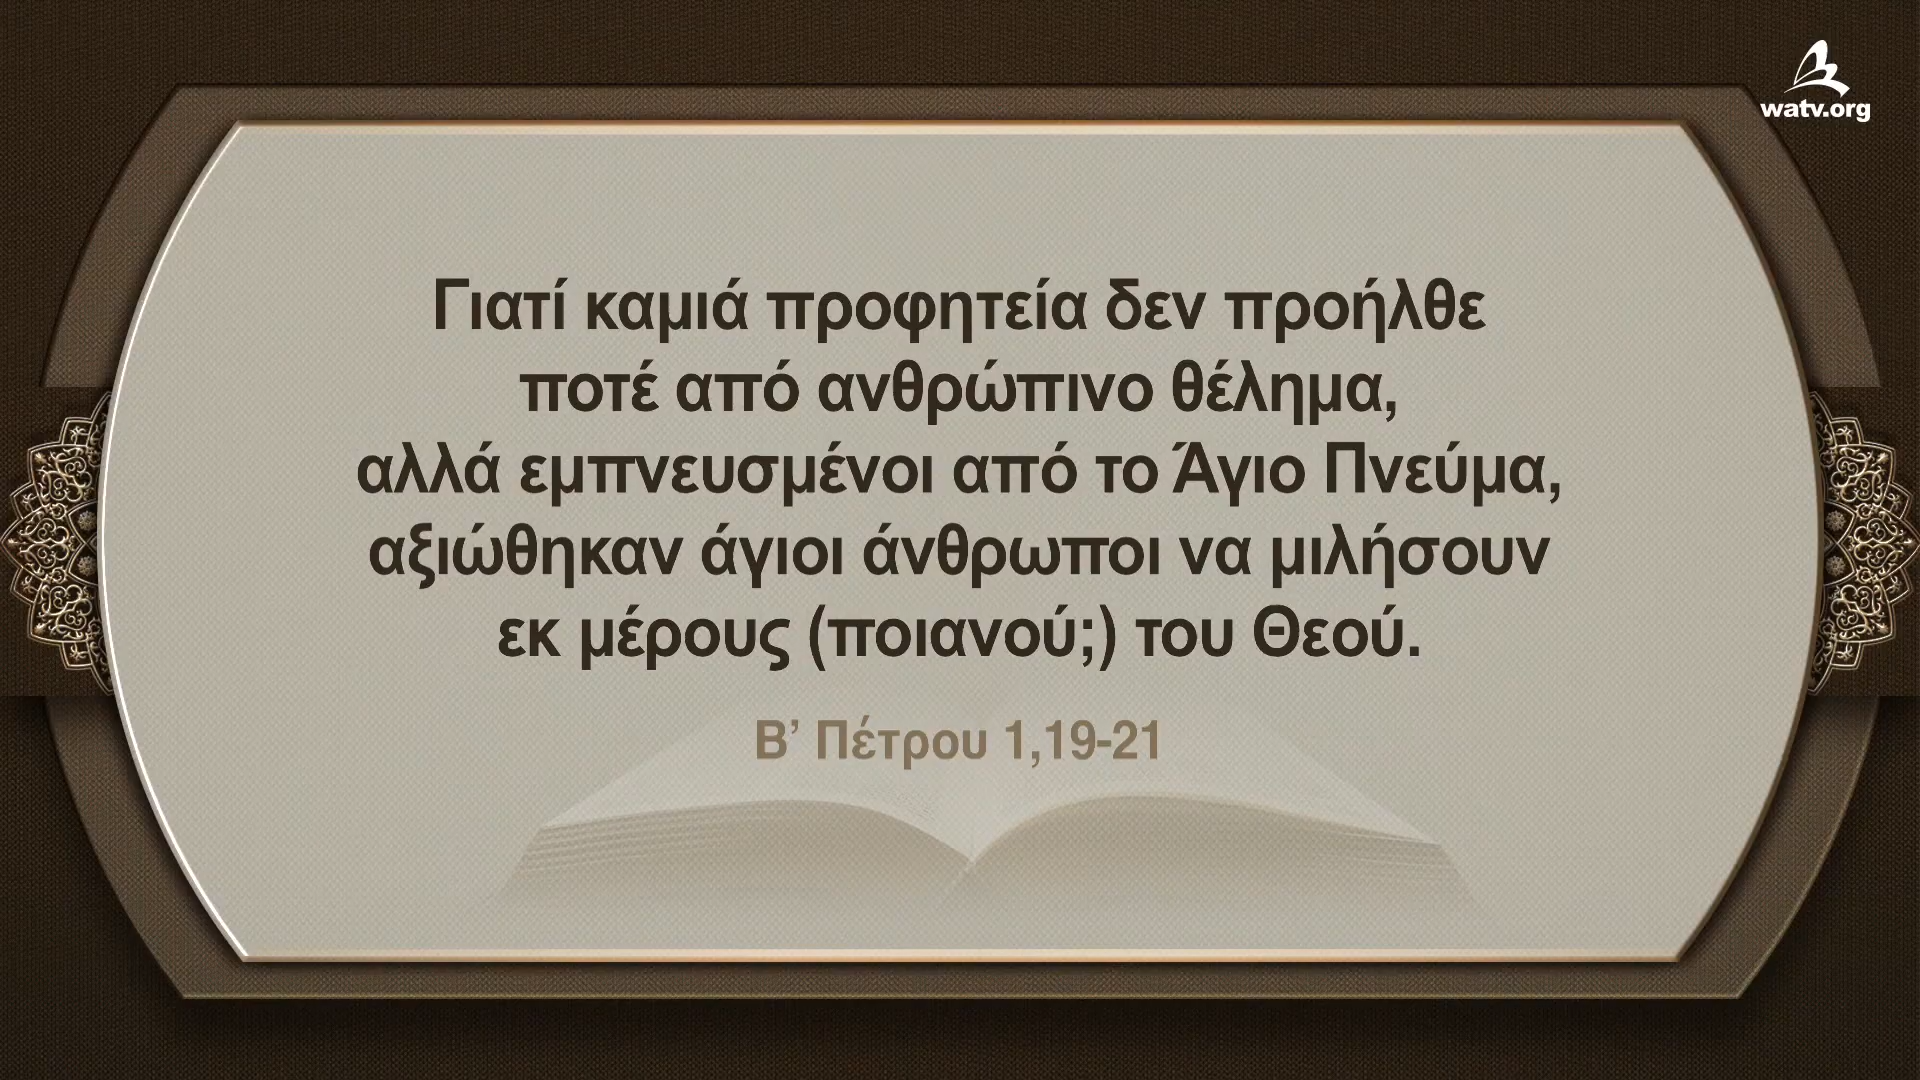 watv.org
Γιατί καμιά προφητεία δεν προήλθε
ποτέ από ανθρώπινο θέλημα,
αλλά εμπνευσμένοι από το Άγιο Πνεύμα,
αξιώθηκαν άγιοι άνθρωποι να μιλήσουν
εκ μέρους (ποιανού;) του Θεού.
Β’ Πέτρου 1,19-21